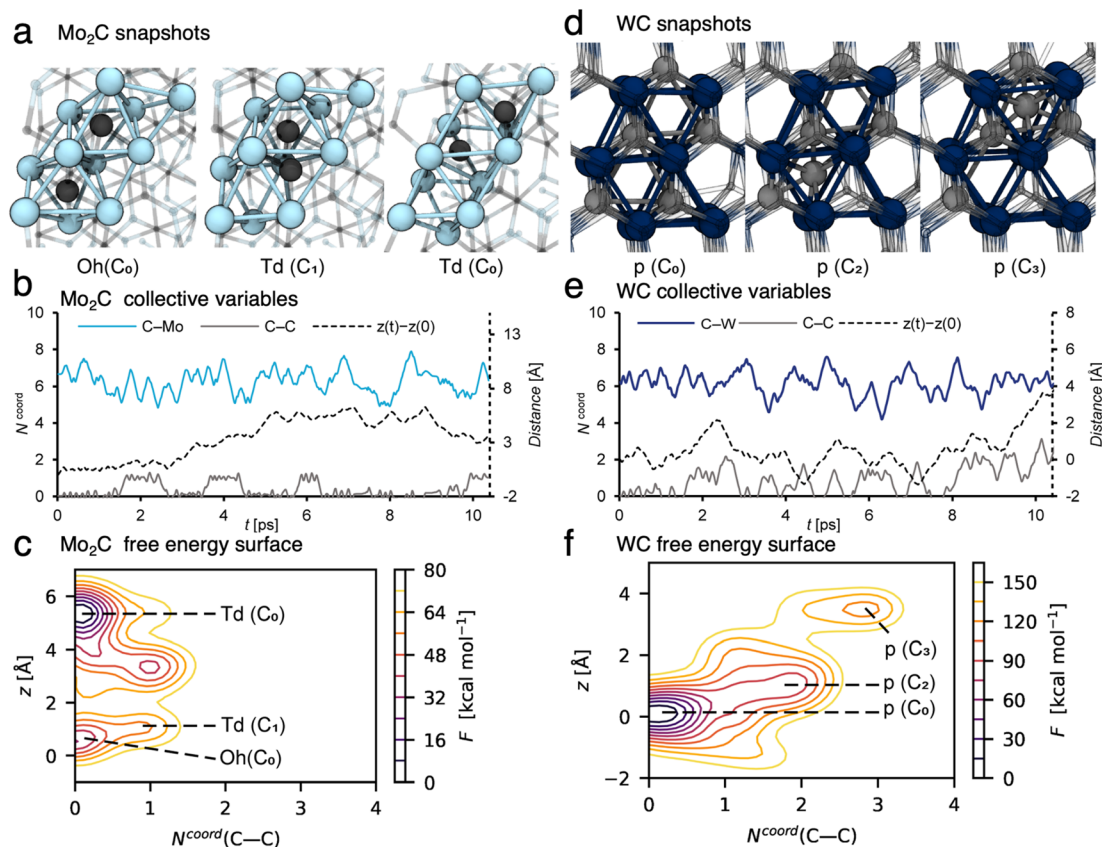 a Mo₂C snapshots
Oh(C₀) Td (C₁) Td (C₀)
b Mo₂C collective variables
C–Mo C–C z(t)–z(0)
10
8
6
4
2
0
N coord
13
8
3
-2
Distance [Å]
0 2 4 6 8 10
t [ps]
c Mo₂C free energy surface
6
4
2
0
z [Å]
Td (C₀)
Td (C₁)
Oh(C₀)
0 1 2 3 4
N coord (C—C)
80
64
48
32
16
0
F [kcal mol⁻¹]
d WC snapshots
p (C₀) p (C₂) p (C₃)
e WC collective variables
C–W C–C z(t)–z(0)
10
8
6
4
2
0
N coord
8
6
4
2
0
-2
Distance [Å]
0 2 4 6 8 10
t [ps]
f WC free energy surface
4
2
0
−2
z [Å]
p (C₃)
p (C₂)
p (C₀)
0 1 2 3 4
N coord (C—C)
150
120
90
60
30
0
F [kcal mol⁻¹]